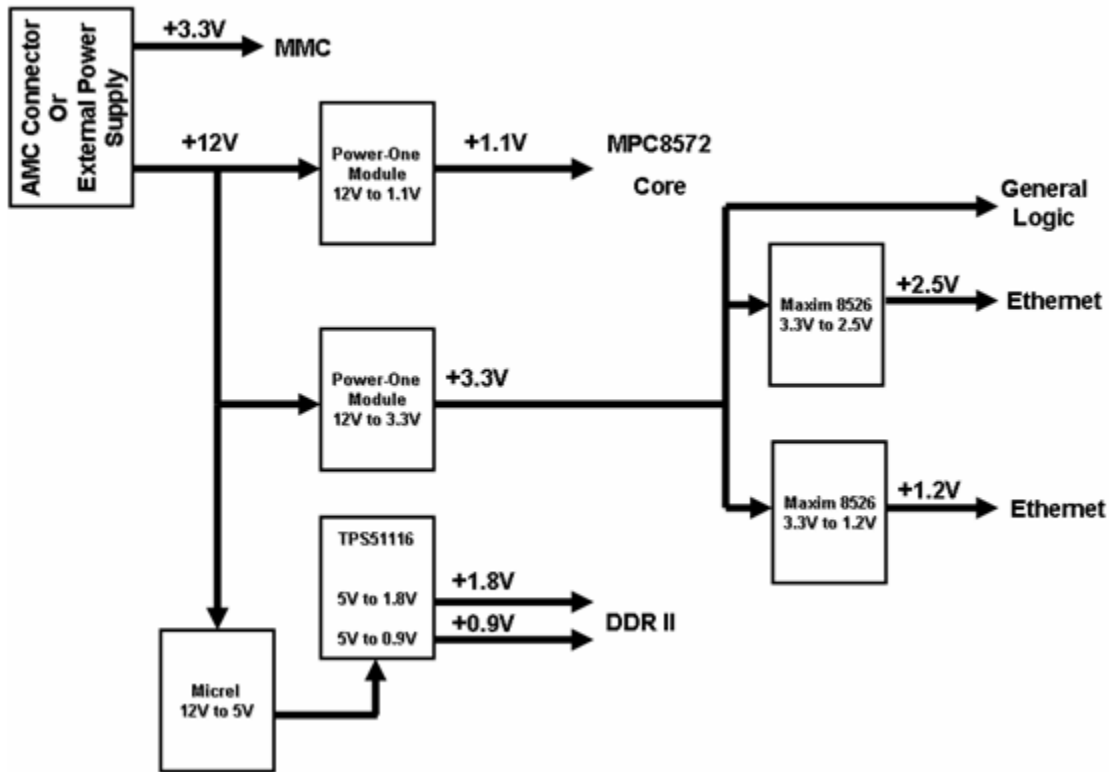 AMC Connector
Or
External Power
Supply
+3.3V
MMC
+12V
Power-One
Module
12V to 1.1V
+1.1V
MPC8572
Core
General
Logic
Maxim 8526
3.3V to 2.5V
+2.5V
Ethernet
Power-One
Module
12V to 3.3V
+3.3V
Maxim 8526
3.3V to 1.2V
+1.2V
Ethernet
TPS51116
5V to 1.8V
5V to 0.9V
+1.8V
+0.9V
DDR II
Micrel
12V to 5V